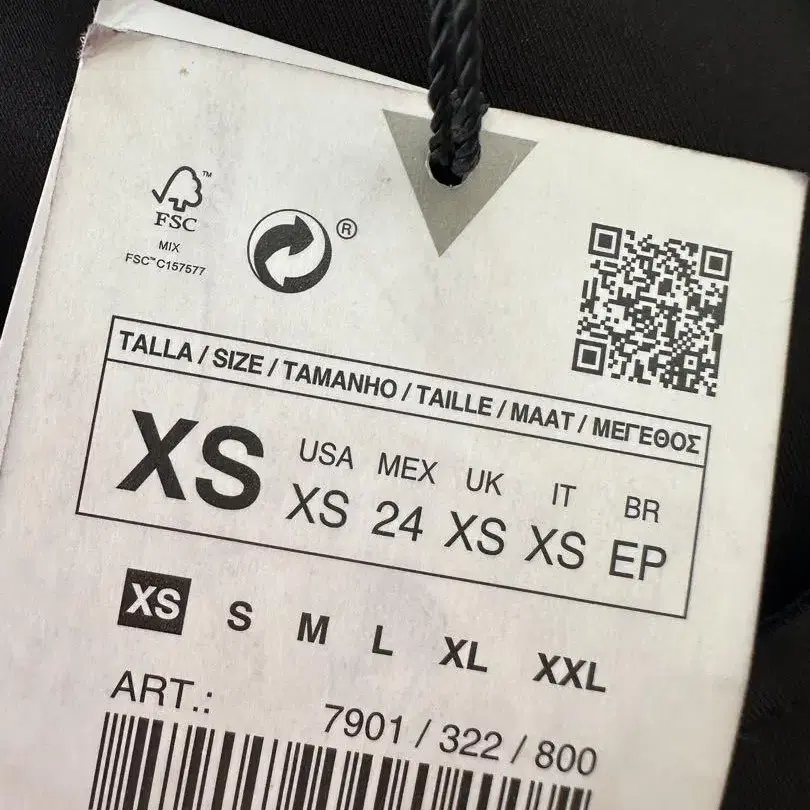 FSC™
MIX
FSC™ C157577
®
TALLA / SIZE / TAMANHO / TAILLE / MAAT / ΜΕΓΕΘΟΣ
XS
USA MEX UK IT BR
XS 24 XS XS EP
XS S M L XL XXL
ART.:
7901 / 322 / 800